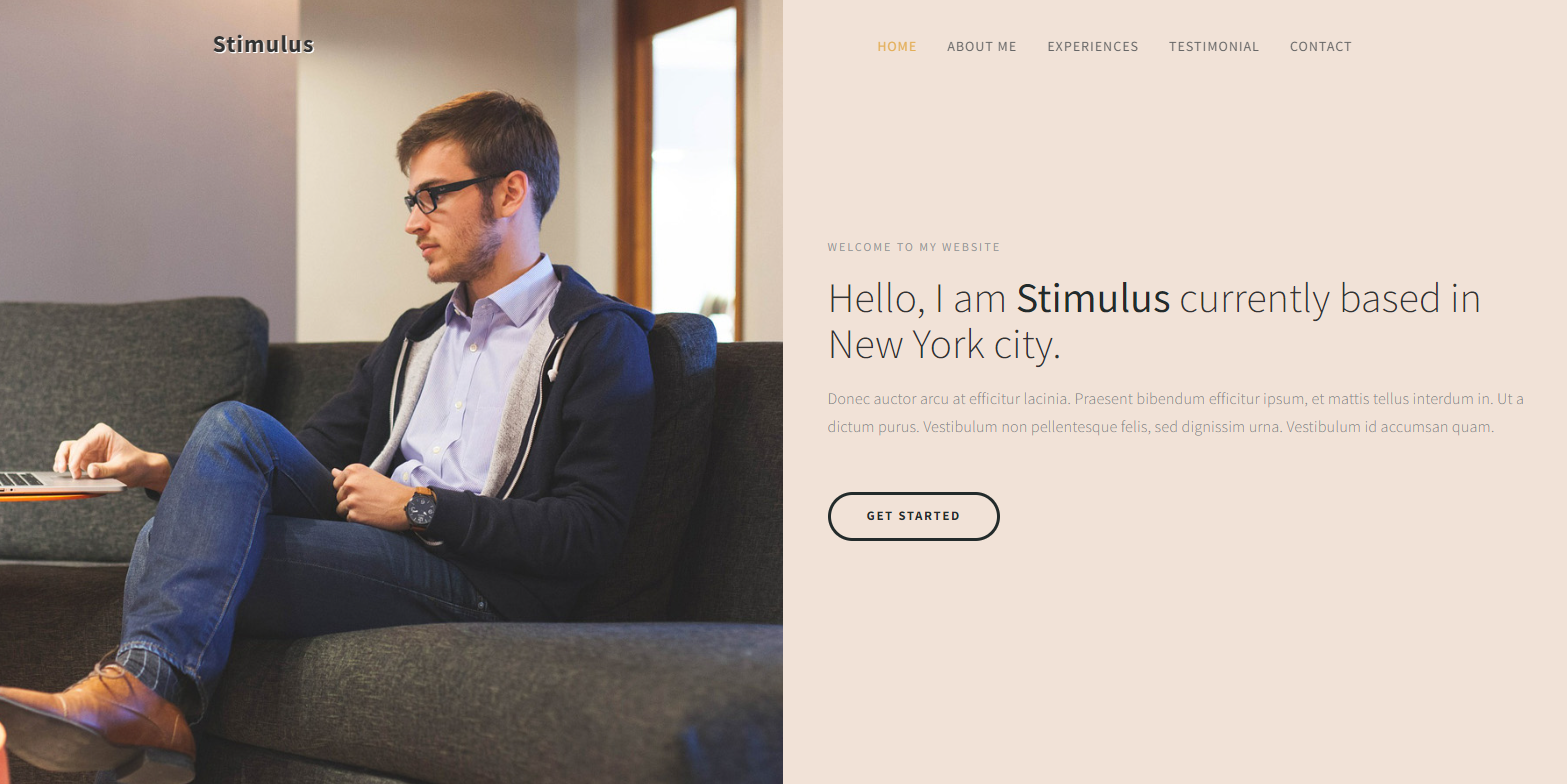 Stimulus
HOME ABOUT ME EXPERIENCES TESTIMONIAL CONTACT
WELCOME TO MY WEBSITE
Hello, I am Stimulus currently based in
New York city.
Donec auctor arcu at efficitur lacinia. Praesent bibendum efficitur ipsum, et mattis tellus interdum in. Ut a
dictum purus. Vestibulum non pellentesque felis, sed dignissim urna. Vestibulum id accumsan quam.
GET STARTED